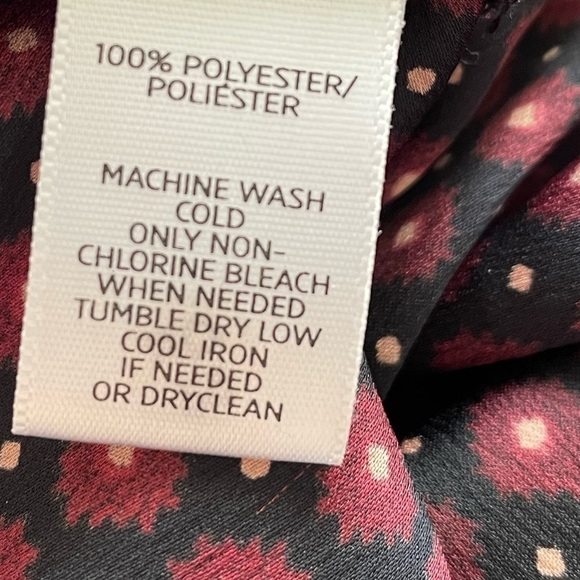 100% POLYESTER/
POLIÉSTER
MACHINE WASH
COLD
ONLY NON-
CHLORINE BLEACH
WHEN NEEDED
TUMBLE DRY LOW
COOL IRON
IF NEEDED
OR DRYCLEAN